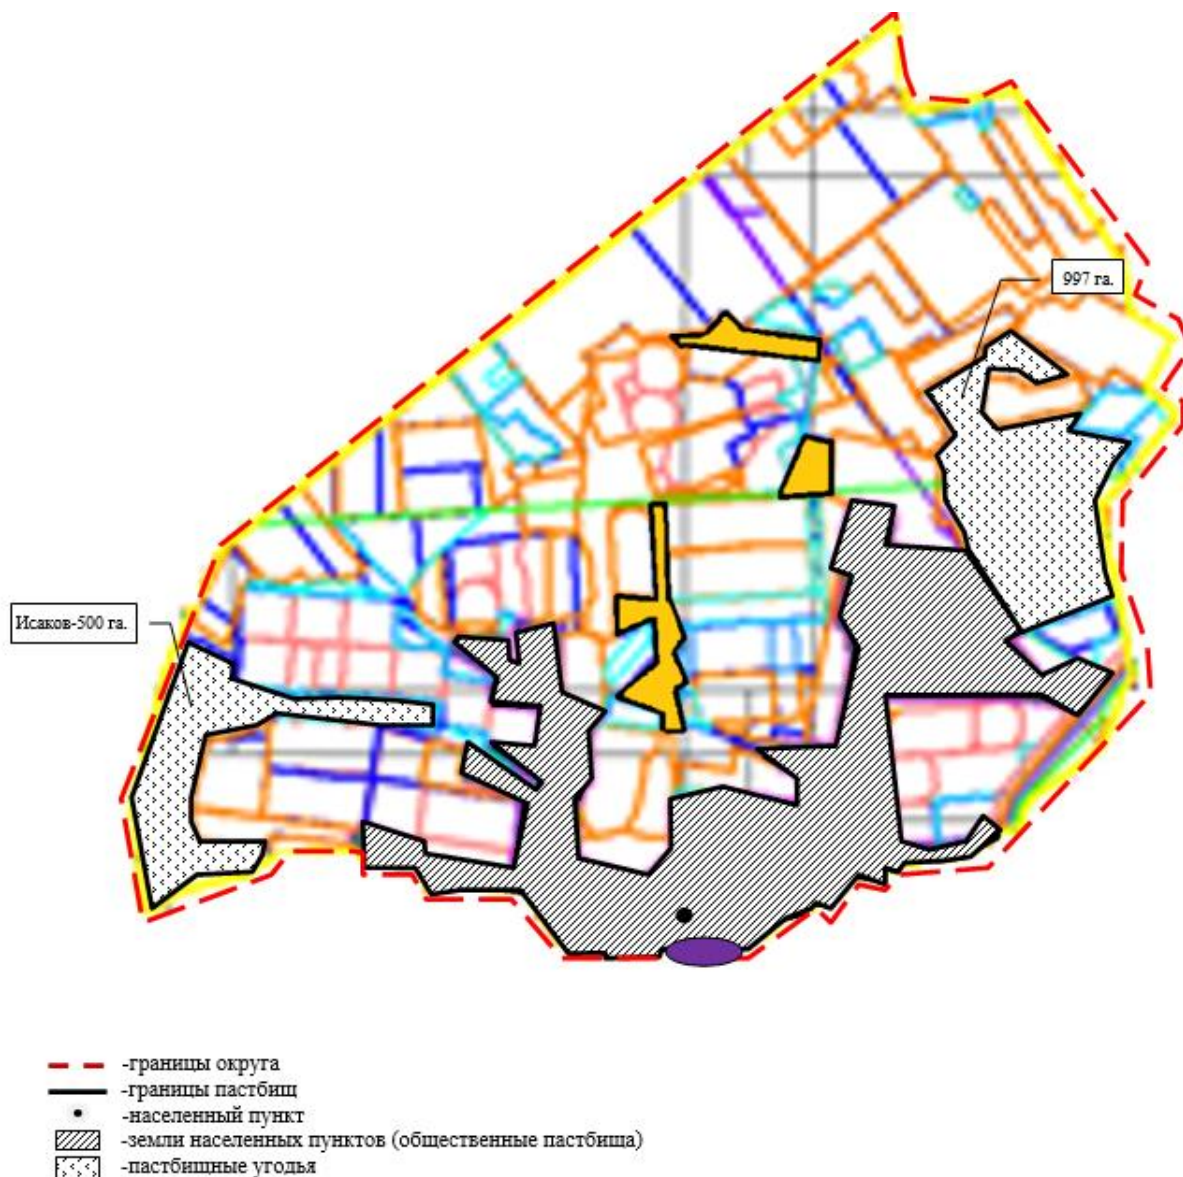 997 га.
Исаков-500 га.
-границы округа
-границы пастбищ
-населенный пункт
-земли населенных пунктов (общественные пастбища)
-пастбищные угодья